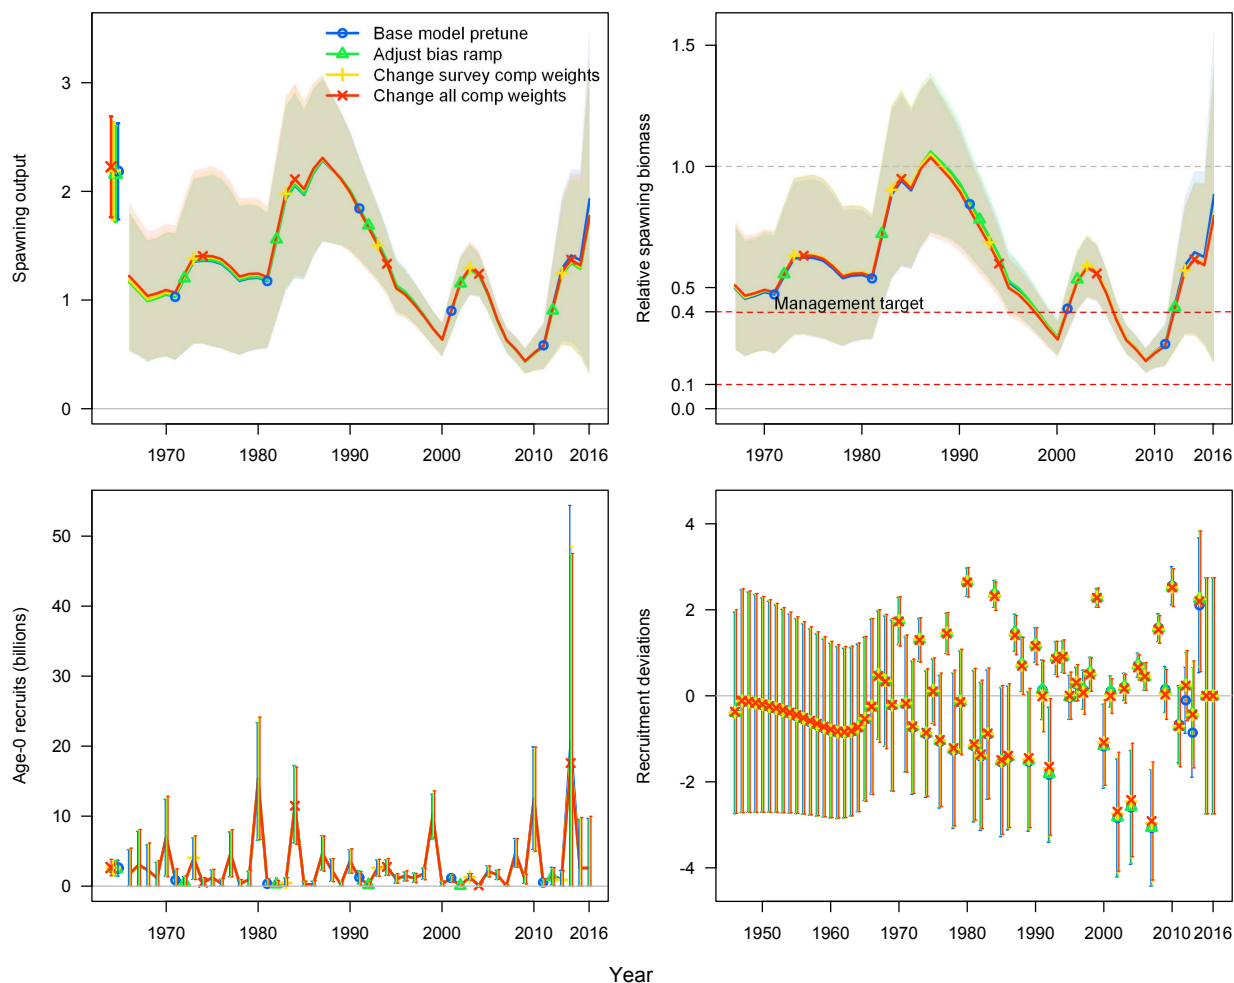 Base model pretune
Adjust bias ramp
Change survey comp weights
Change all comp weights
Spawning output
3
2
1
0
1970 1980 1990 2000 2016
Relative spawning biomass
1.5
1.0
0.5
0.4
0.1
0.0
Management target
1970 1980 1990 2000 2010 2016
Age-0 recruits (billions)
50
40
30
20
10
0
1970 1980 1990 2000 2016
Recruitment deviations
4
2
0
-2
-4
1950 1960 1970 1980 1990 2000 2010 2016
Year